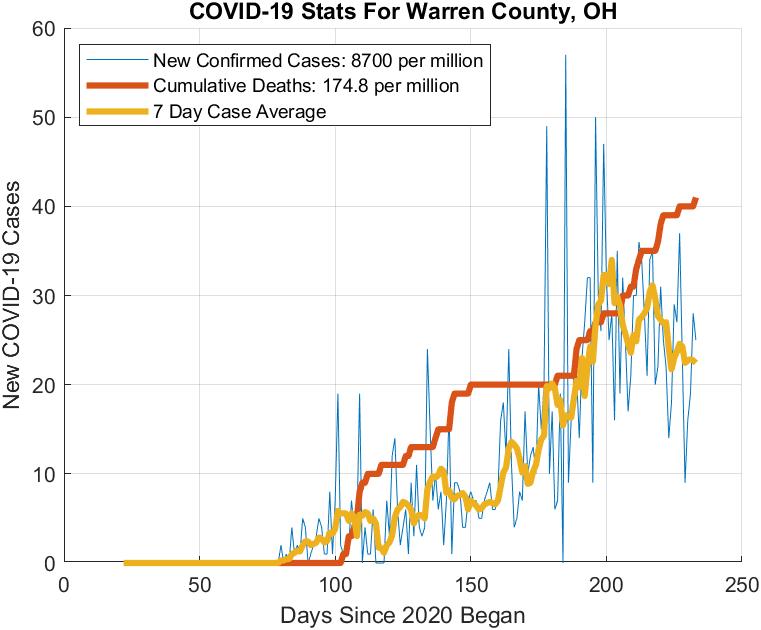 COVID-19 Stats For Warren County, OH
New Confirmed Cases: 8700 per million
Cumulative Deaths: 174.8 per million
7 Day Case Average
New COVID-19 Cases
60
50
40
30
20
10
0
0 50 100 150 200 250
Days Since 2020 Began